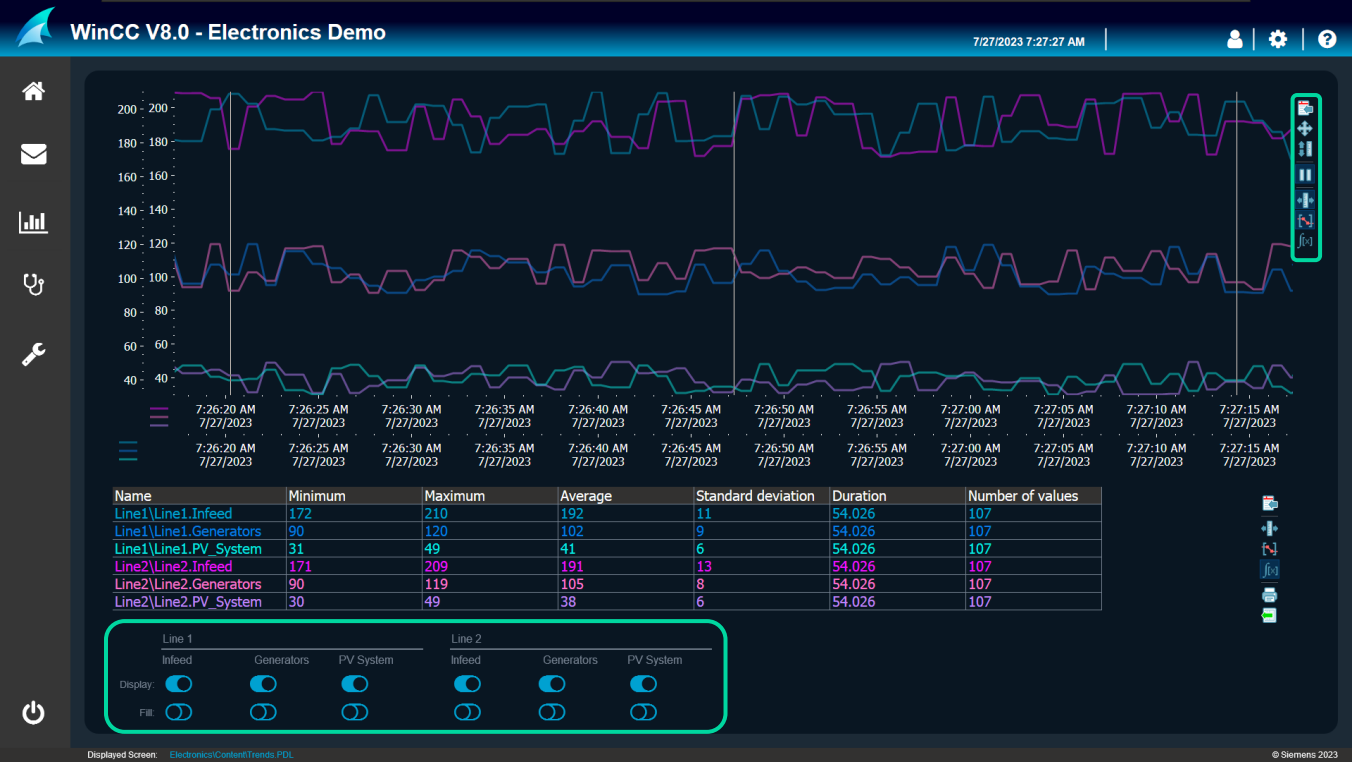 WinCC V8.0 - Electronics Demo
7/27/2023 7:27:27 AM
200 200
180 180
160 160
140 140
120 120
100 100
80 80
60 60
40 40
7:26:20 AM 7:26:25 AM 7:26:30 AM 7:26:35 AM 7:26:40 AM 7:26:45 AM 7:26:50 AM 7:26:55 AM 7:27:00 AM 7:27:05 AM 7:27:10 AM 7:27:15 AM
7/27/2023 7/27/2023 7/27/2023 7/27/2023 7/27/2023 7/27/2023 7/27/2023 7/27/2023 7/27/2023 7/27/2023 7/27/2023 7/27/2023
7:26:20 AM 7:26:25 AM 7:26:30 AM 7:26:35 AM 7:26:40 AM 7:26:45 AM 7:26:50 AM 7:26:55 AM 7:27:00 AM 7:27:05 AM 7:27:10 AM 7:27:15 AM
7/27/2023 7/27/2023 7/27/2023 7/27/2023 7/27/2023 7/27/2023 7/27/2023 7/27/2023 7/27/2023 7/27/2023 7/27/2023 7/27/2023
Name Minimum Maximum Average Standard deviation Duration Number of values
Line1\Line1.Infeed 172 210 192 11 54.026 107
Line1\Line1.Generators 90 120 102 9 54.026 107
Line1\Line1.PV_System 31 49 41 6 54.026 107
Line2\Line2.Infeed 171 209 191 13 54.026 107
Line2\Line2.Generators 90 119 105 8 54.026 107
Line2\Line2.PV_System 30 49 38 6 54.026 107
Line 1 Line 2
Infeed Generators PV System Infeed Generators PV System
Display:
Fill:
Displayed Screen: Electronics\Content\Trends.PDL
© Siemens 2023